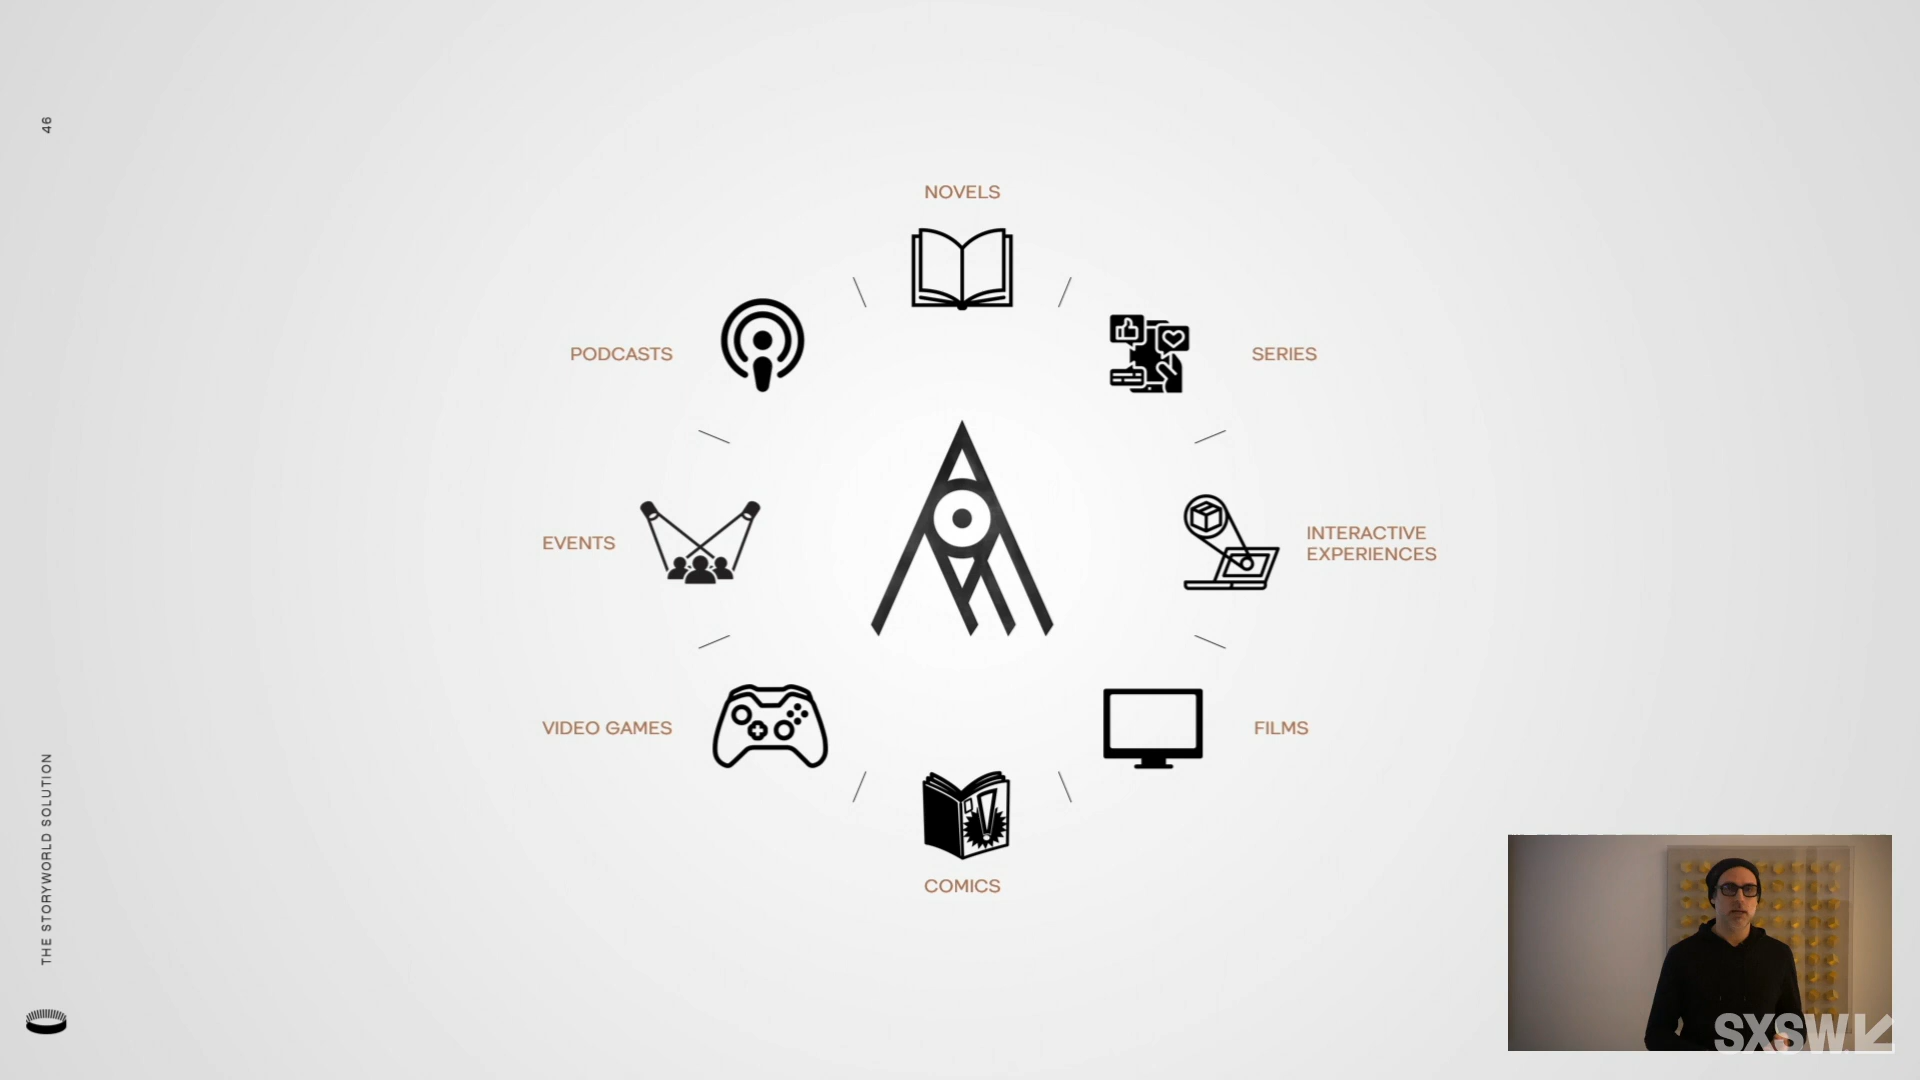 46
NOVELS
PODCASTS
SERIES
EVENTS
INTERACTIVE
EXPERIENCES
VIDEO GAMES
FILMS
COMICS
THE STORYWORLD SOLUTION
SXSW